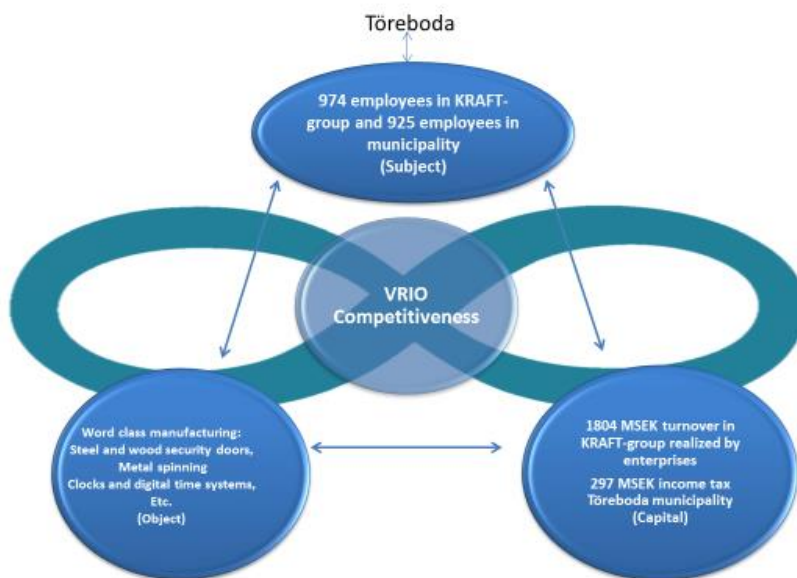 Töreboda
974 employees in KRAFT-
group and 925 employees in
municipality
(Subject)
VRIO
Competitiveness
Word class manufacturing:
Steel and wood security doors,
Metal spinning
Clocks and digital time systems,
Etc.
(Object)
1804 MSEK turnover in
KRAFT-group realized by
enterprises
297 MSEK income tax
Töreboda municipality
(Capital)